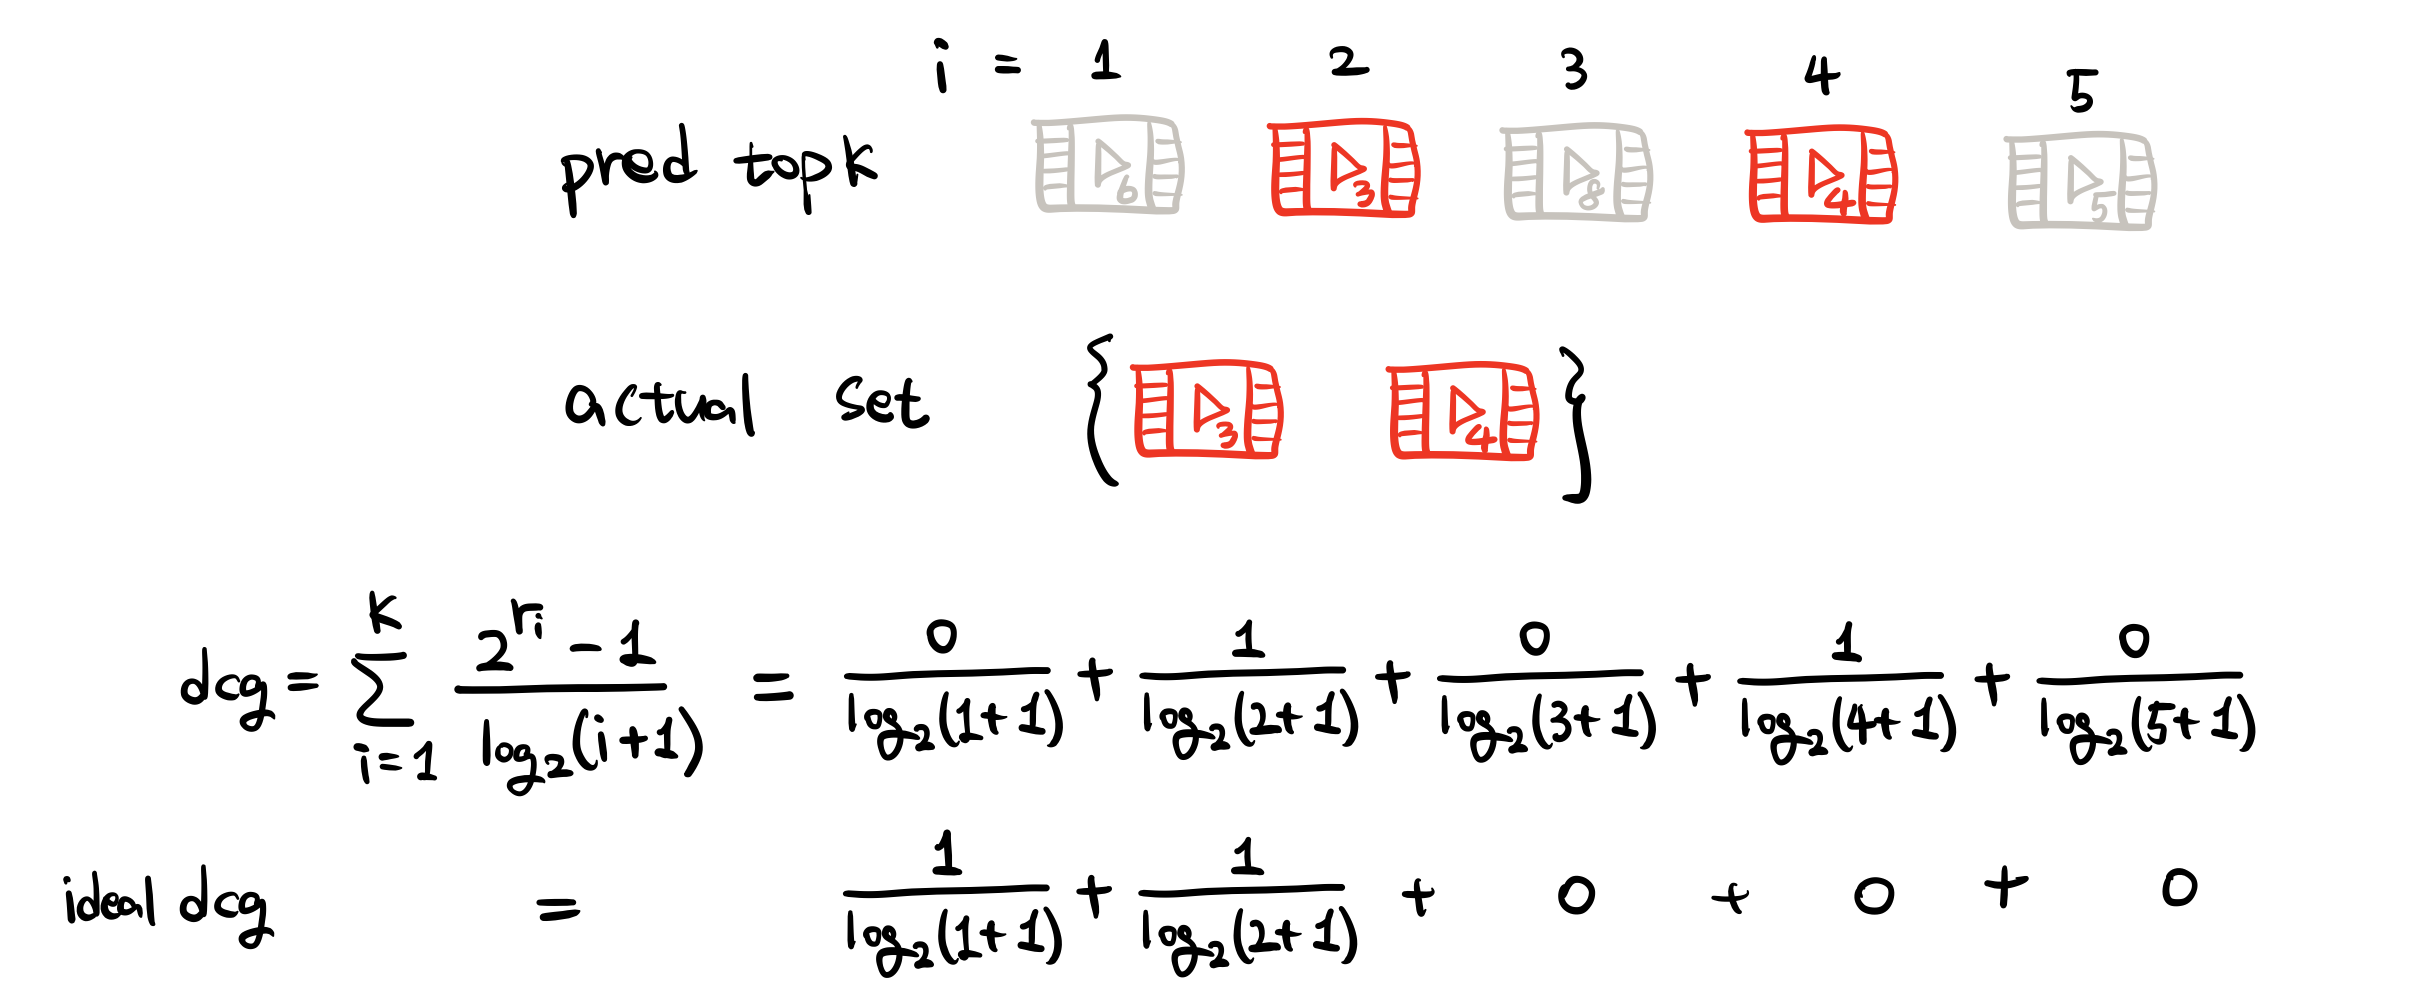 i = 1 2 3 4 5
pred topk 6 3 8 4 5
actual set { 3 4 }
dcg = \sum_{i=1}^{K} \frac{2^{r_i} - 1}{\log_2(i+1)} = \frac{0}{\log_2(1+1)} + \frac{1}{\log_2(2+1)} + \frac{0}{\log_2(3+1)} + \frac{1}{\log_2(4+1)} + \frac{0}{\log_2(5+1)}
ideal dcg = \frac{1}{\log_2(1+1)} + \frac{1}{\log_2(2+1)} + 0 + 0 + 0